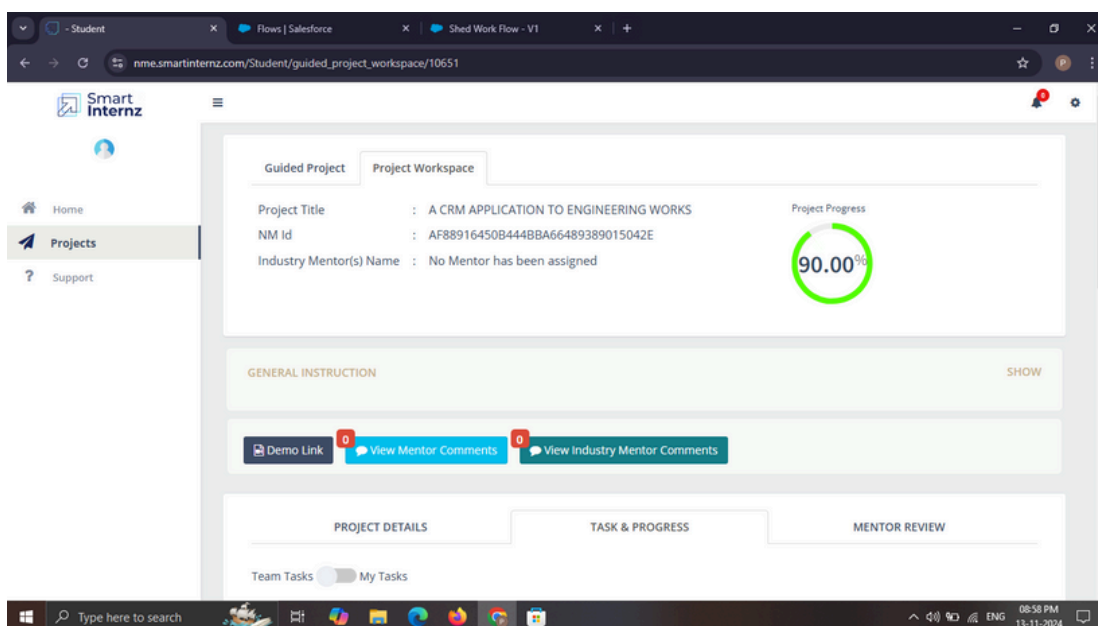 - Student
Flows | Salesforce
Shed Work Flow - V1
nme.smartinternz.com/Student/guided_project_workspace/10651
P
Smart
Internz
0
Home
Projects
Support
Guided Project
Project Workspace
Project Title : A CRM APPLICATION TO ENGINEERING WORKS
NM Id : AF88916450B444BBA66489389015042E
Industry Mentor(s) Name : No Mentor has been assigned
Project Progress
90.00%
GENERAL INSTRUCTION
SHOW
Demo Link
0
View Mentor Comments
0
View Industry Mentor Comments
PROJECT DETAILS
TASK & PROGRESS
MENTOR REVIEW
Team Tasks
My Tasks
Type here to search
ENG
08:58 PM
13-11-2024